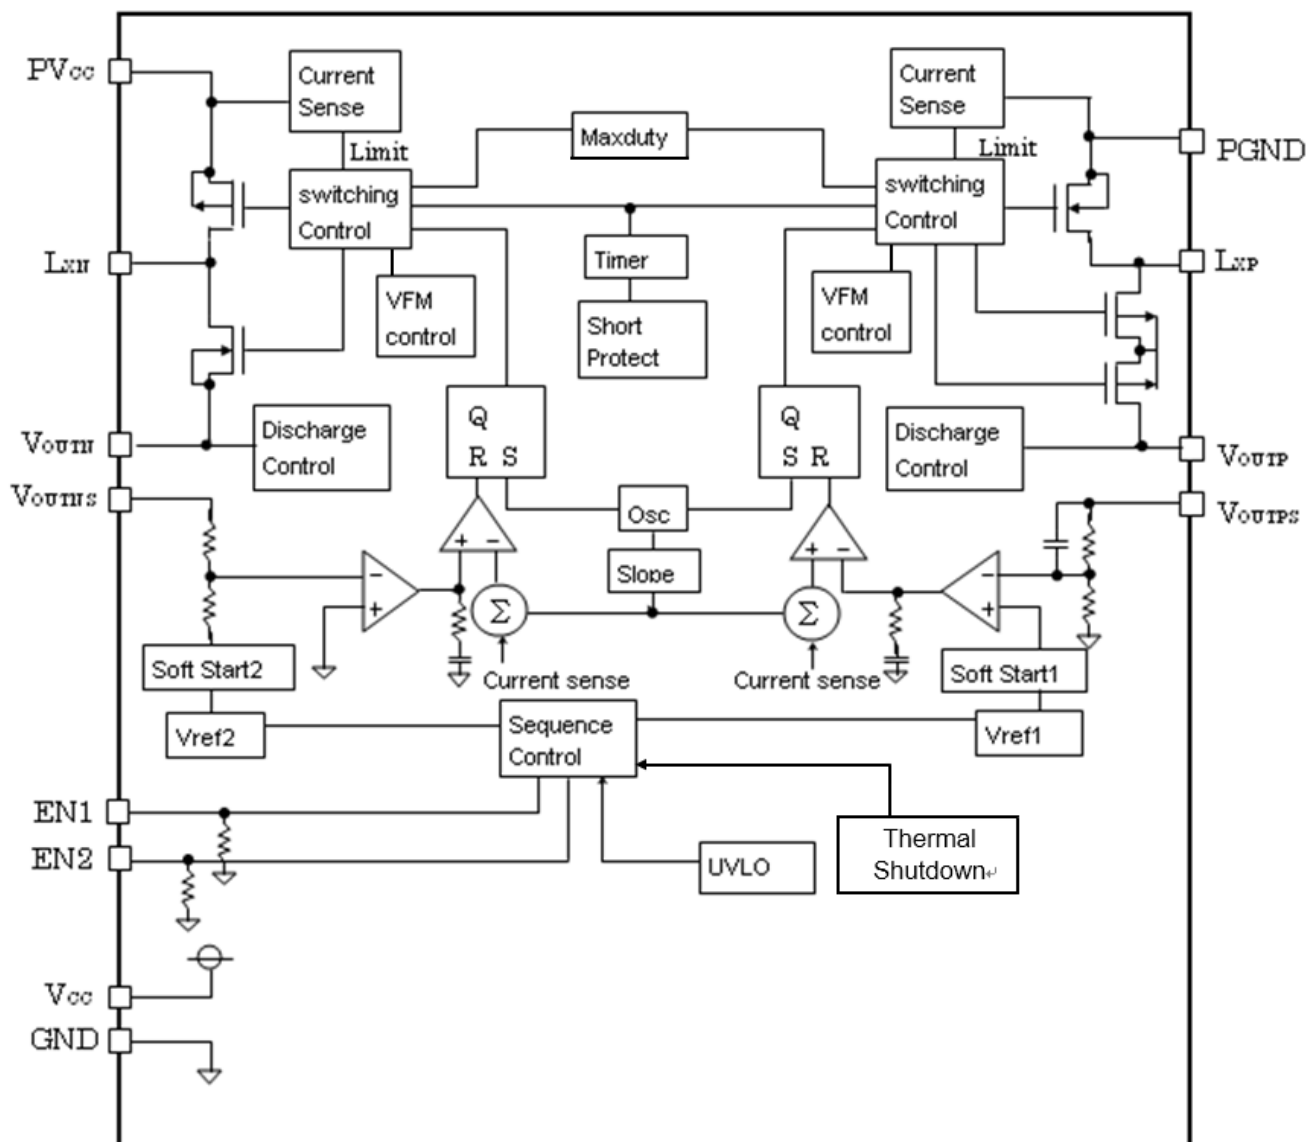 PVcc
Current
Sense
Limit
switching
Control
Maxduty
Current
Sense
Limit
switching
Control
PGND
LXN
VFM
control
Timer
Short
Protect
VFM
control
LXP
VOUTN
Discharge
Control
Q
R S
Q
S R
Discharge
Control
VOUTP
VOUTNS
Osc
VOUTPS
+ −
+ −
Slope
−
+
−
+
Σ
Σ
Soft Start2
Current sense
Current sense
Soft Start1
Vref2
Sequence
Control
Vref1
EN1
EN2
UVLO
Thermal
Shutdown↵
Vcc
GND